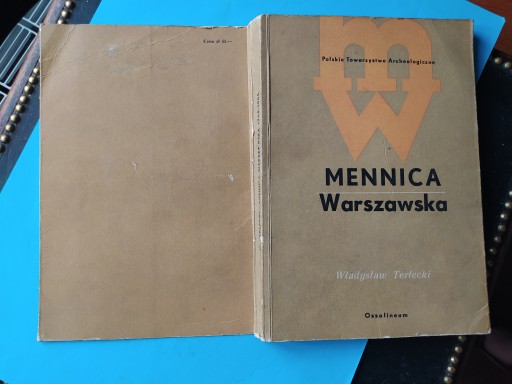 Polskie Towarzystwo Archeologiczne
mw
MENNICA
Warszawska
Władysław Terlecki
Ossolineum